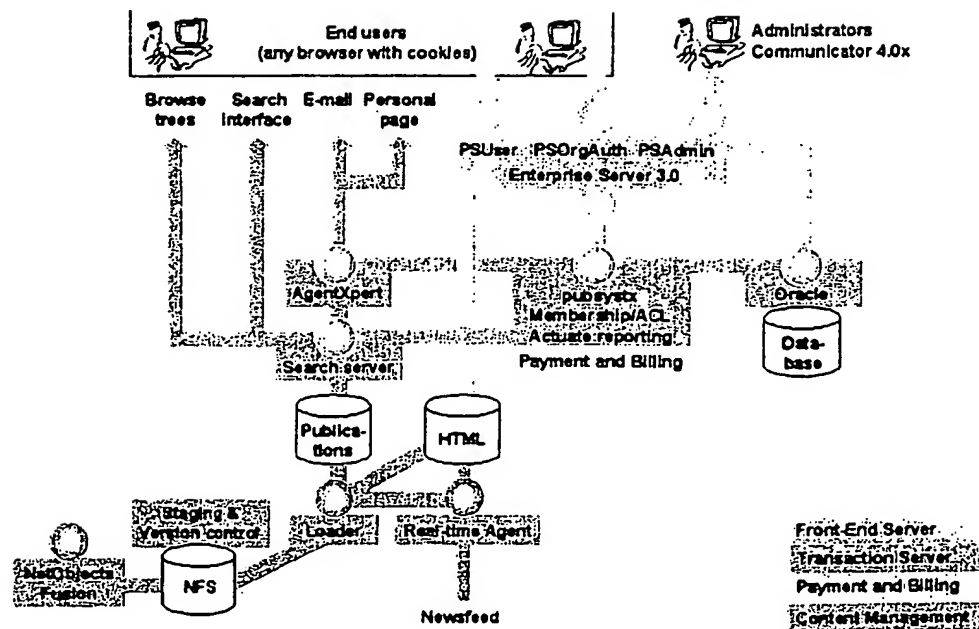 End users
(any browser with cookies)
Administrators
Communicator 4.0x
Browse
trees
Search
interface
E-mail
Personal
page
PSUser PSOrgAuth PSAdmin
Enterprise Server 3.0
AgentXpert
pubsystx
Membership/ACL
Actuate reporting
Payment and Billing
Oracle
Data-
base
Search server
Publica-
tions
HTML
Staging &
Version control
Loader
Real-time Agent
NetObjects
Fusion
NFS
Newsfeed
Front-End Server
Transaction Server
Payment and Billing
Content Management